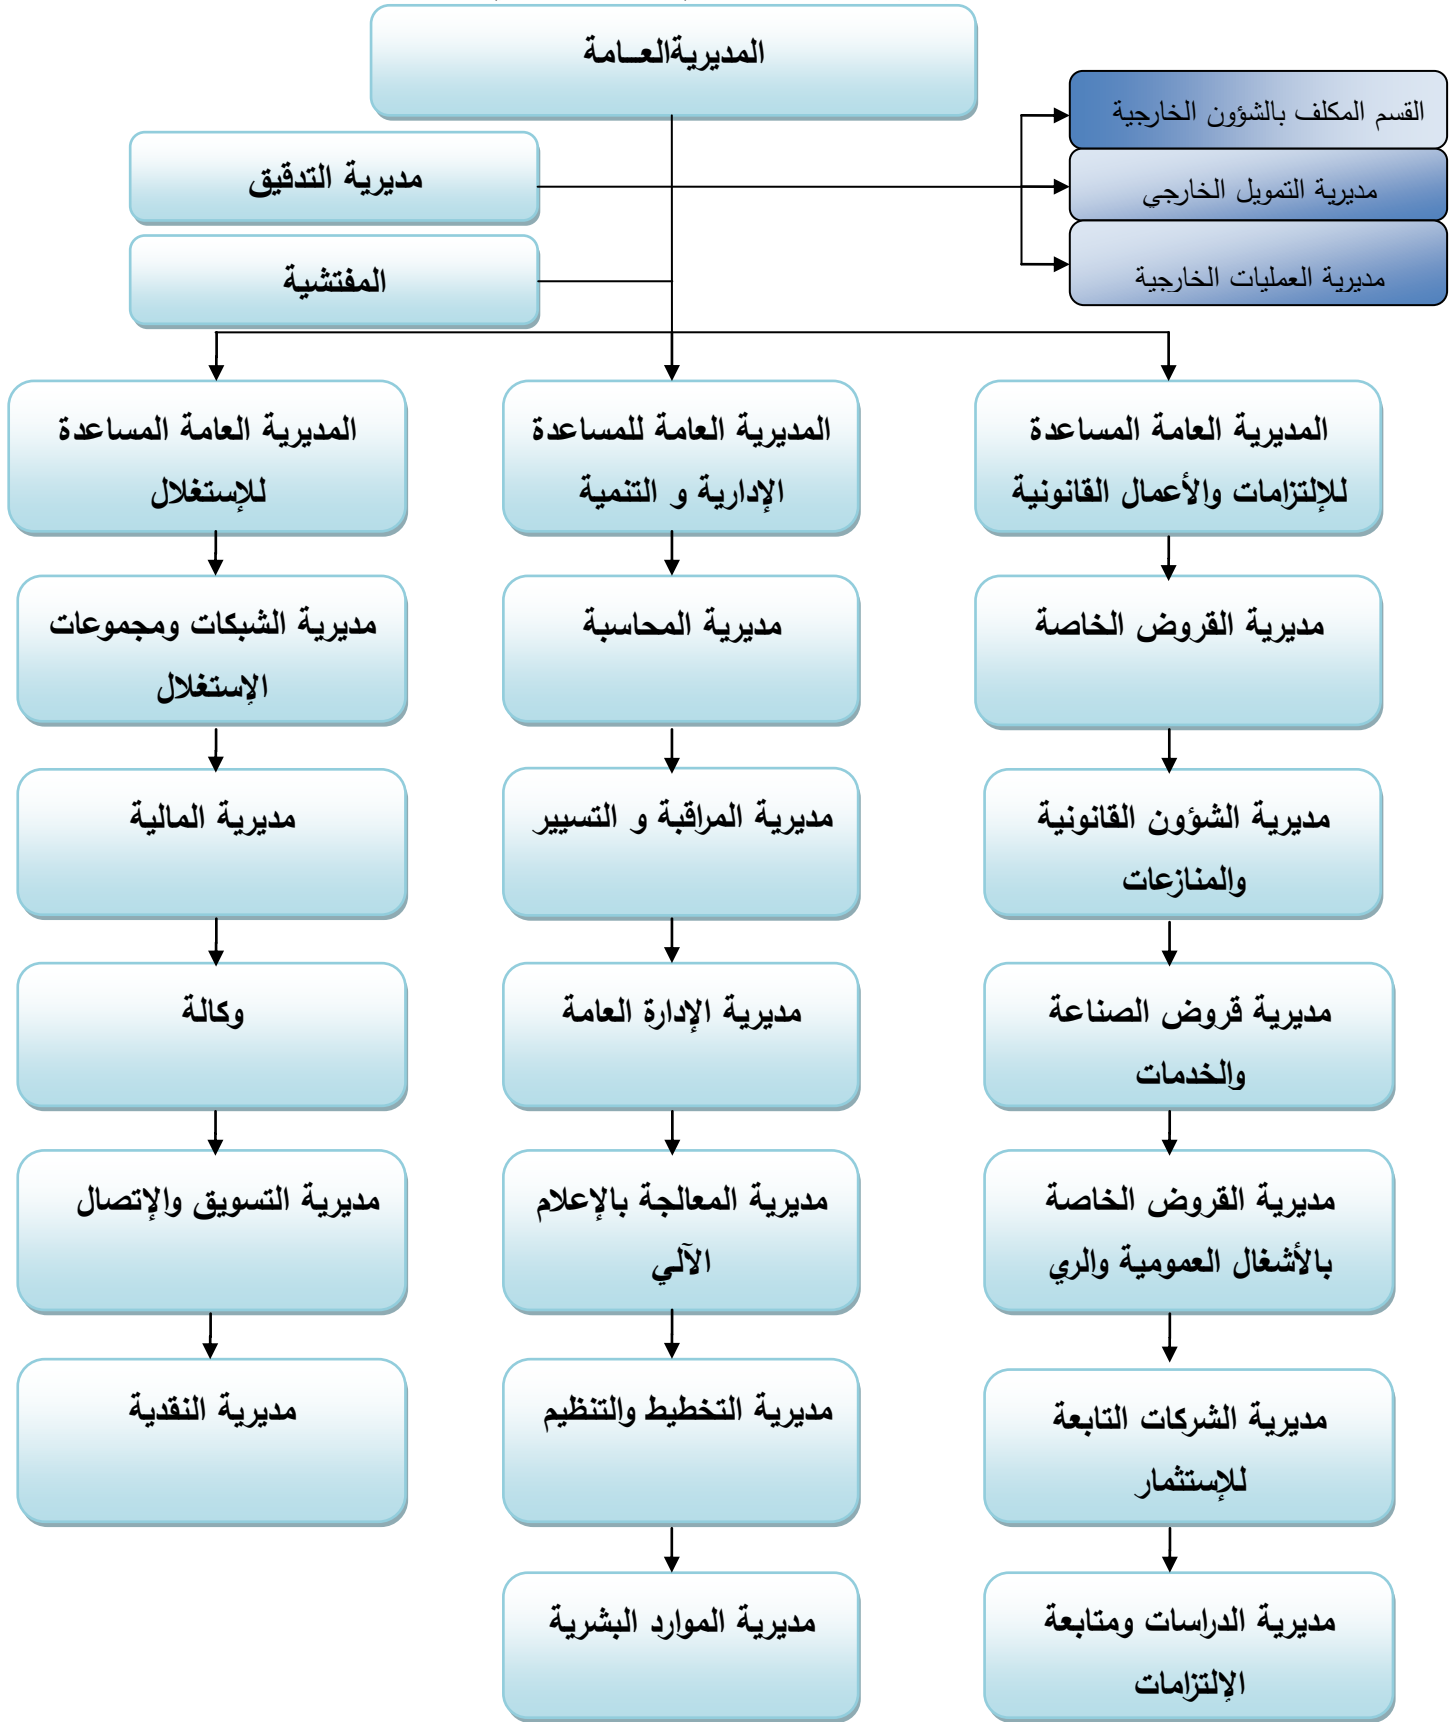 المديريةالعـــامة
القسم المكلف بالشؤون الخارجية
مديرية التدقيق
مديرية التمويل الخارجي
المفتشية
مديرية العمليات الخارجية
المديرية العامة المساعدة
للإلتزامات والأعمال القانونية
المديرية العامة للمساعدة
الإدارية و التنمية
المديرية العامة المساعدة
للإستغلال
مديرية القروض الخاصة
مديرية المحاسبة
مديرية الشبكات ومجموعات
الإستغلال
مديرية الشؤون القانونية
والمنازعات
مديرية المراقبة و التسيير
مديرية المالية
مديرية قروض الصناعة
والخدمات
مديرية الإدارة العامة
وكالة
مديرية القروض الخاصة
بالأشغال العمومية والري
مديرية المعالجة بالإعلام
الآلي
مديرية التسويق والإتصال
مديرية الشركات التابعة
للإستثمار
مديرية التخطيط والتنظيم
مديرية النقدية
مديرية الدراسات ومتابعة
الإلتزامات
مديرية الموارد البشرية